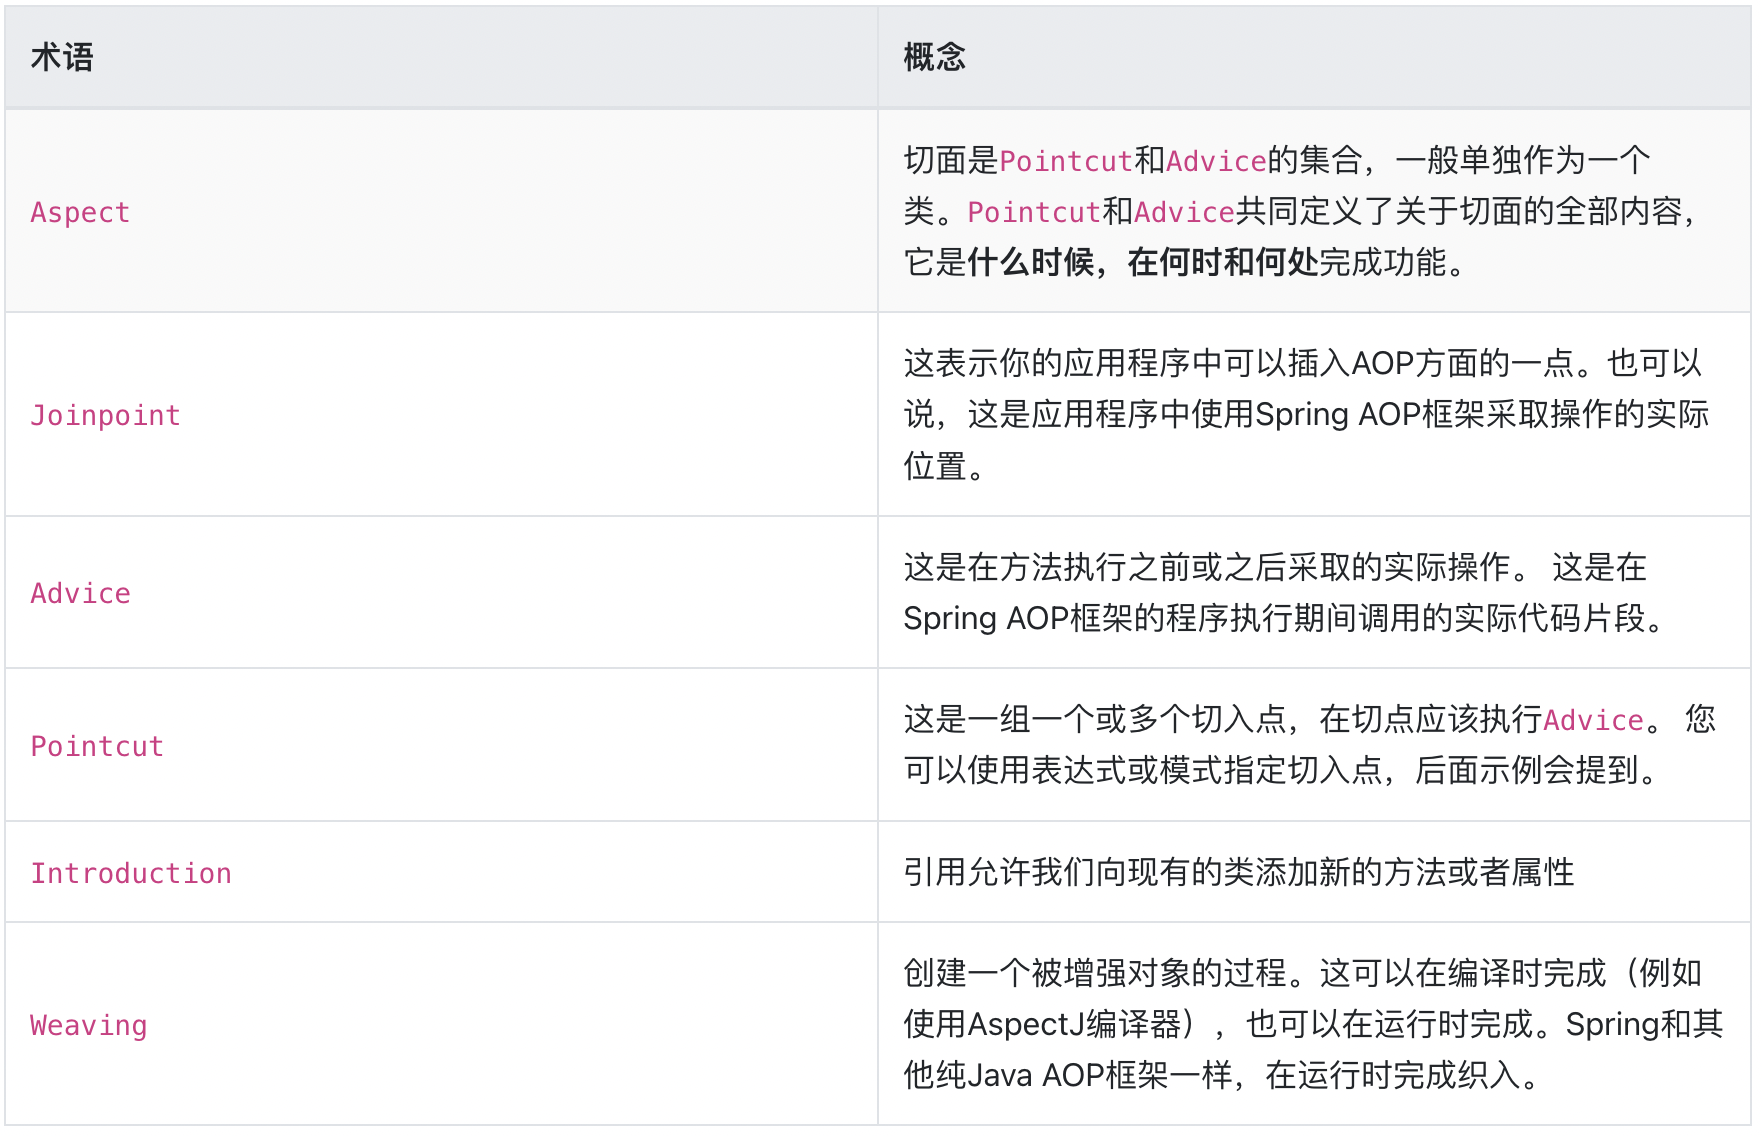 术语
概念
Aspect
切面是Pointcut和Advice的集合，一般单独作为一个
类。Pointcut和Advice共同定义了关于切面的全部内容，
它是什么时候，在何时和何处完成功能。
Joinpoint
这表示你的应用程序中可以插入AOP方面的一点。也可以
说，这是应用程序中使用Spring AOP框架采取操作的实际
位置。
Advice
这是在方法执行之前或之后采取的实际操作。 这是在
Spring AOP框架的程序执行期间调用的实际代码片段。
Pointcut
这是一组一个或多个切入点，在切点应该执行Advice。 您
可以使用表达式或模式指定切入点，后面示例会提到。
Introduction
引用允许我们向现有的类添加新的方法或者属性
Weaving
创建一个被增强对象的过程。这可以在编译时完成（例如
使用AspectJ编译器），也可以在运行时完成。Spring和其
他纯Java AOP框架一样，在运行时完成织入。